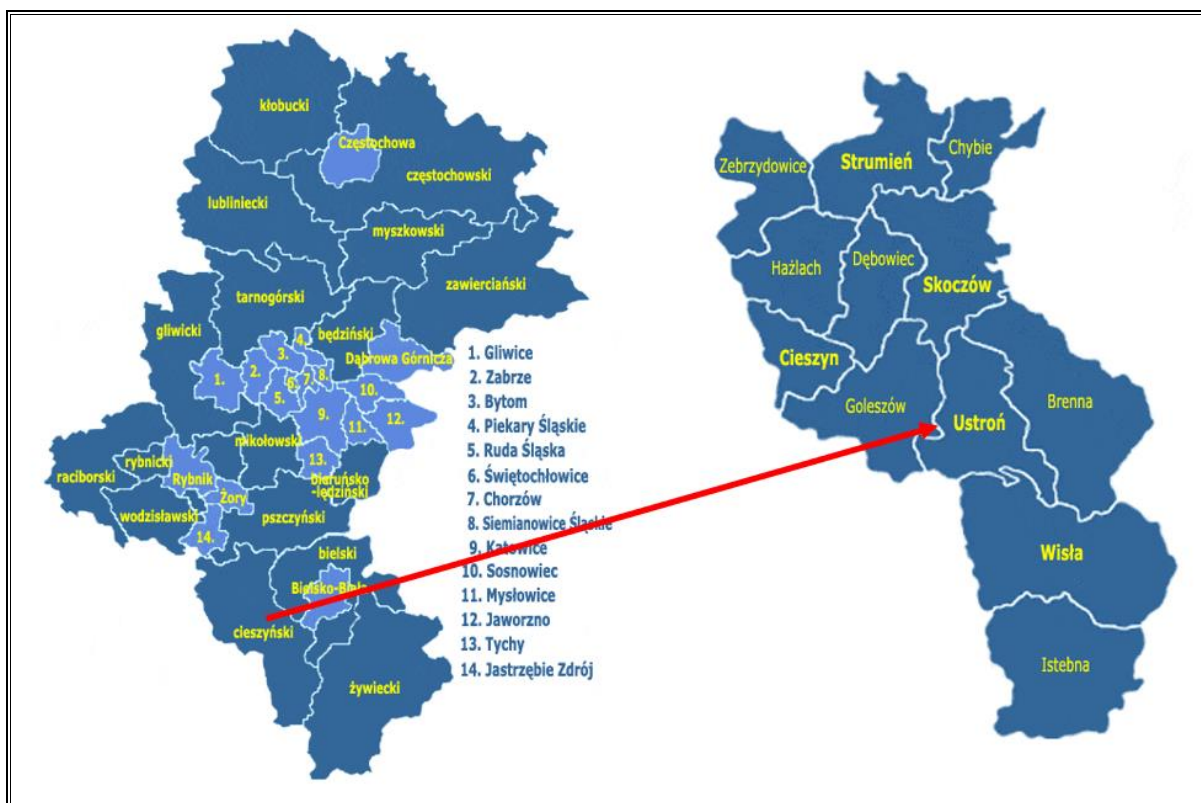 kłobucki
Częstochowa
częstochowski
lubliniecki
myszkowski
zawierciański
tarnogórski
gliwicki
będziński
Dąbrowa Górnicza
4.
3.
2.
1.
8.
7.
6.
5.
10.
9.
11.
12.
mikołowski
13.
bieruńsko
-lędziński
rybnicki
raciborski
Rybnik
Żory
wodzisławski
pszczyński
14.
bielski
Bielsko-Biała
cieszyński
żywiecki
1. Gliwice
2. Zabrze
3. Bytom
4. Piekary Śląskie
5. Ruda Śląska
6. Świętochłowice
7. Chorzów
8. Siemianowice Śląskie
9. Katowice
10. Sosnowiec
11. Mysłowice
12. Jaworzno
13. Tychy
14. Jastrzębie Zdrój
Zebrzydowice
Strumień
Chybie
Hażlach
Dębowiec
Skoczów
Cieszyn
Goleszów
Ustroń
Brenna
Wisła
Istebna